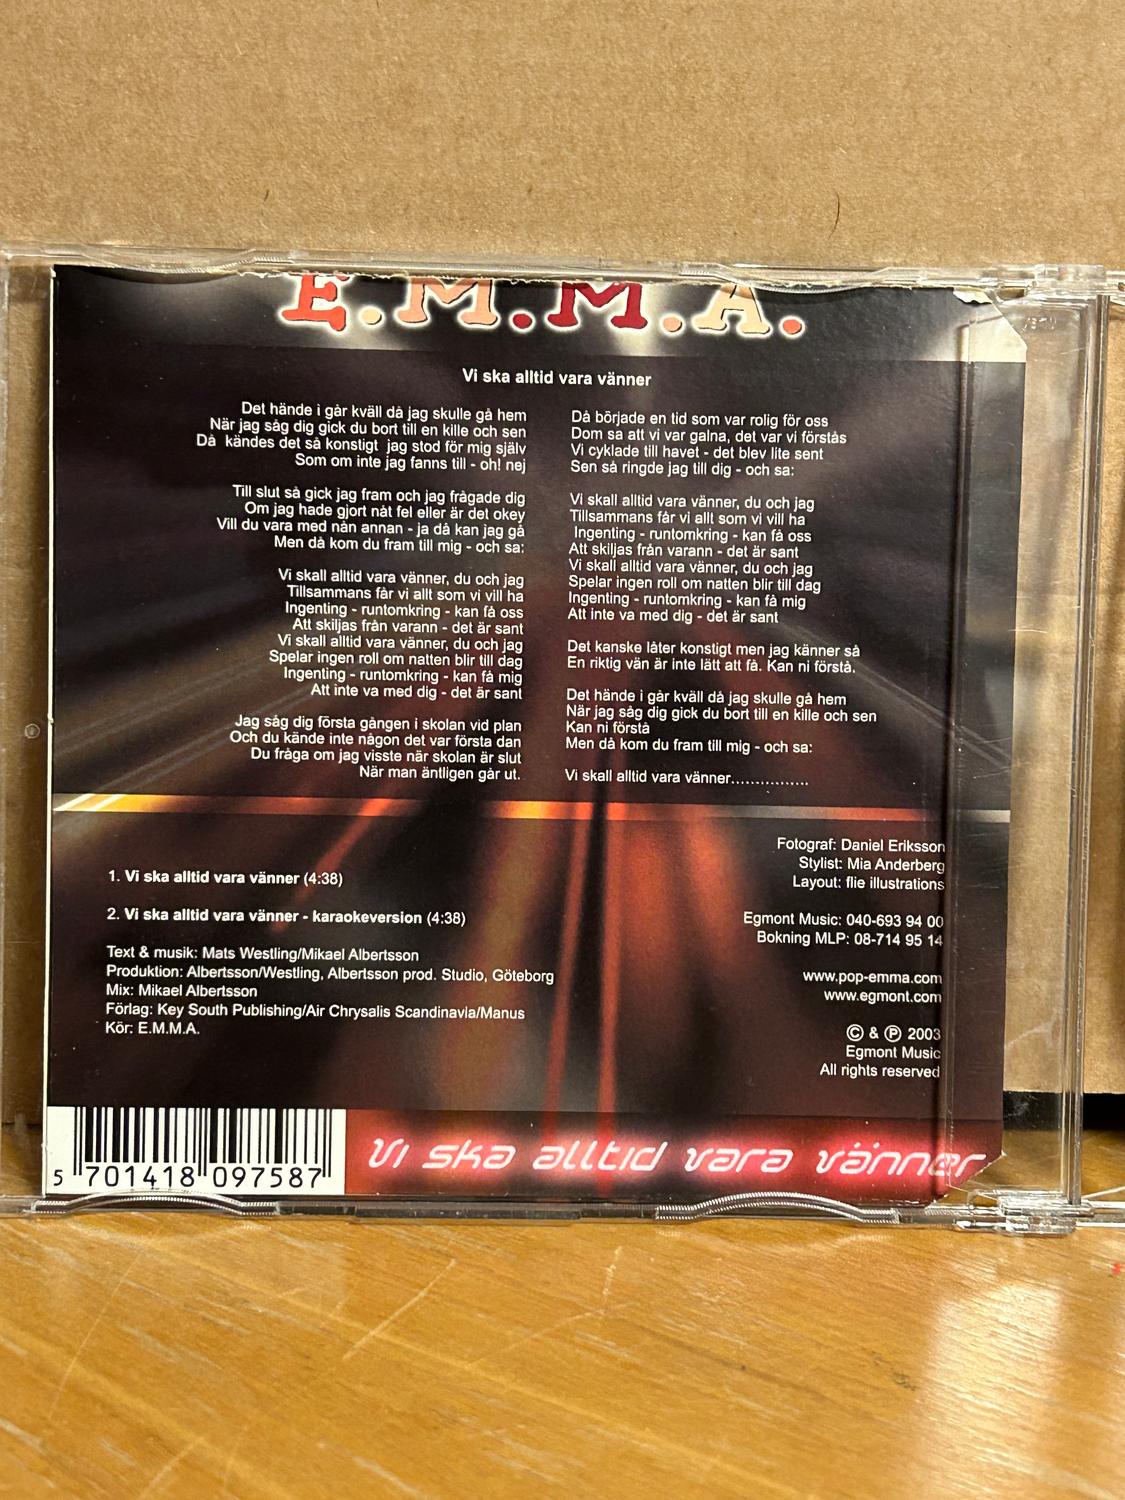 E.M.M.A.
Vi ska alltid vara vänner
Det hände i går kväll då jag skulle gå hem
När jag såg dig gick du bort till en kille och sen
Då kändes det så konstigt jag stod för mig själv
Som om inte jag fanns till - oh! nej
Till slut så gick jag fram och jag frågade dig
Om jag hade gjort nåt fel eller är det okey
Vill du vara med nån annan - ja då kan jag gå
Men då kom du fram till mig - och sa:
Vi skall alltid vara vänner, du och jag
Tillsammans får vi allt som vi vill ha
Ingenting - runtomkring - kan få oss
Att skiljas från varann - det är sant
Vi skall alltid vara vänner, du och jag
Spelar ingen roll om natten blir till dag
Ingenting - runtomkring - kan få mig
Att inte va med dig - det är sant
Jag såg dig första gången i skolan vid plan
Och du kände inte någon det var första dan
Du fråga om jag visste när skolan är slut
När man äntligen går ut.
Då började en tid som var rolig för oss
Dom sa att vi var galna, det var vi förstås
Vi cyklade till havet - det blev lite sent
Sen så ringde jag till dig - och sa:
Vi skall alltid vara vänner, du och jag
Tillsammans får vi allt som vi vill ha
Ingenting - runtomkring - kan få oss
Att skiljas från varann - det är sant
Vi skall alltid vara vänner, du och jag
Spelar ingen roll om natten blir till dag
Ingenting - runtomkring - kan få mig
Att inte va med dig - det är sant
Det kanske låter konstigt men jag känner så
En riktig vän är inte lätt att få. Kan ni förstå.
Det hände i går kväll då jag skulle gå hem
När jag såg dig gick du bort till en kille och sen
Kan ni förstå
Men då kom du fram till mig - och sa:
Vi skall alltid vara vänner................
1. Vi ska alltid vara vänner (4:38)
2. Vi ska alltid vara vänner - karaokeversion (4:38)
Text & musik: Mats Westling/Mikael Albertsson
Produktion: Albertsson/Westling, Albertsson prod. Studio, Göteborg
Mix: Mikael Albertsson
Förlag: Key South Publishing/Air Chrysalis Scandinavia/Manus
Kör: E.M.M.A.
Fotograf: Daniel Eriksson
Stylist: Mia Anderberg
Layout: flie illustrations
Egmont Music: 040-693 94 00
Bokning MLP: 08-714 95 14
www.pop-emma.com
www.egmont.com
© & ℗ 2003
Egmont Music
All rights reserved
5 701418 097587
Vi ska alltid vara vänner